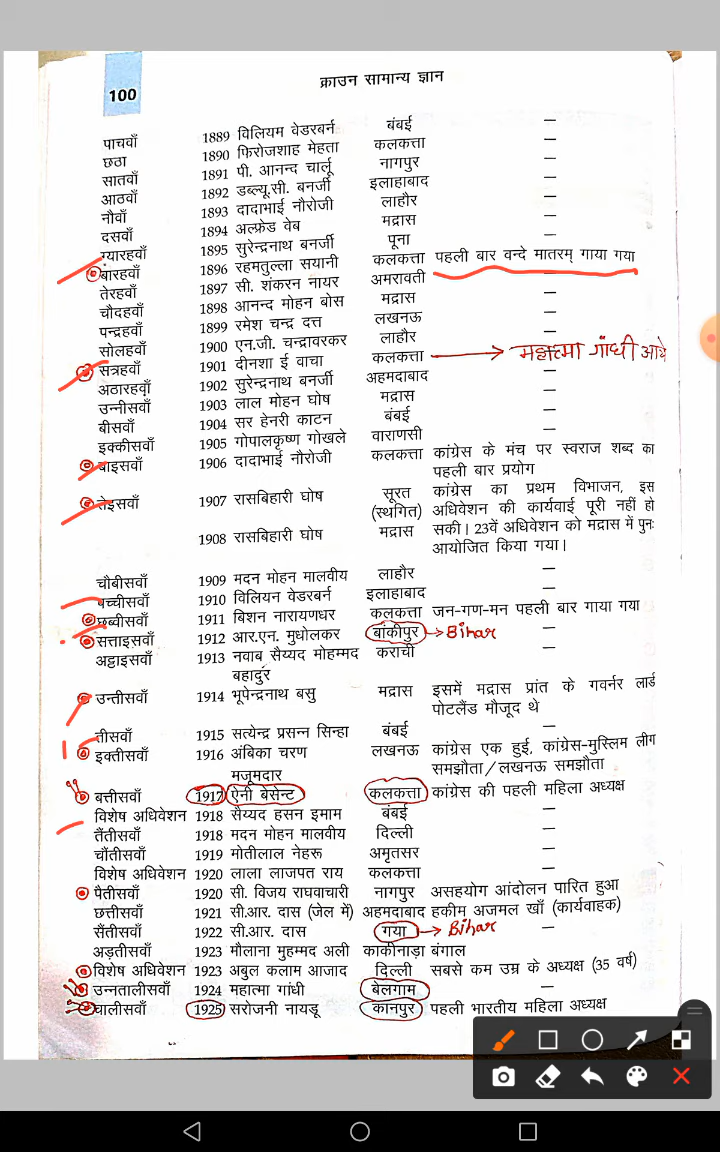 क्राउन सामान्य ज्ञान
100
पाचवाँ 1889 विलियम वेडरबर्न बंबई –
छठा 1890 फिरोजशाह मेहता कलकत्ता –
सातवाँ 1891 पी. आनन्द चार्लू नागपुर –
आठवाँ 1892 डब्ल्यू.सी. बनर्जी इलाहाबाद –
नौवाँ 1893 दादाभाई नौरोजी लाहौर –
दसवाँ 1894 अल्फ्रेड वेब मद्रास –
ग्यारहवाँ 1895 सुरेन्द्रनाथ बनर्जी पूना –
बारहवाँ 1896 रहमतुल्ला सयानी कलकत्ता पहली बार वन्दे मातरम् गाया गया
तेरहवाँ 1897 सी. शंकरन नायर अमरावती –
चौदहवाँ 1898 आनन्द मोहन बोस मद्रास –
पन्द्रहवाँ 1899 रमेश चन्द्र दत्त लखनऊ –
सोलहवाँ 1900 एन.जी. चन्द्रावरकर लाहौर –
सत्रहवाँ 1901 दीनशा ई वाचा कलकत्ता महात्मा गांधी आये
अठारहवाँ 1902 सुरेन्द्रनाथ बनर्जी अहमदाबाद –
उन्नीसवाँ 1903 लाल मोहन घोष मद्रास –
बीसवाँ 1904 सर हेनरी काटन बंबई –
इक्कीसवाँ 1905 गोपालकृष्ण गोखले वाराणसी –
बाइसवाँ 1906 दादाभाई नौरोजी कलकत्ता कांग्रेस के मंच पर स्वराज शब्द का
पहली बार प्रयोग
तेइसवाँ 1907 रासबिहारी घोष सूरत कांग्रेस का प्रथम विभाजन, इस
(स्थगित) अधिवेशन की कार्यवाई पूरी नहीं हो
1908 रासबिहारी घोष मद्रास सकी। 23वें अधिवेशन को मद्रास में पुनः
आयोजित किया गया।
चौबीसवाँ 1909 मदन मोहन मालवीय लाहौर –
पच्चीसवाँ 1910 विलियन वेडरबर्न इलाहाबाद –
छब्बीसवाँ 1911 बिशन नारायणधर कलकत्ता जन-गण-मन पहली बार गाया गया
सत्ताइसवाँ 1912 आर.एन. मुधोलकर बांकीपुर Bihar –
अट्ठाइसवाँ 1913 नवाब सैय्यद मोहम्मद कराची –
बहादुर
उन्तीसवाँ 1914 भूपेन्द्रनाथ बसु मद्रास इसमें मद्रास प्रांत के गवर्नर लार्ड
पोटलैंड मौजूद थे
तीसवाँ 1915 सत्येन्द्र प्रसन्न सिन्हा बंबई –
इक्तीसवाँ 1916 अंबिका चरण लखनऊ कांग्रेस एक हुई, कांग्रेस-मुस्लिम लीग
मजूमदार समझौता/लखनऊ समझौता
बत्तीसवाँ 1917 ऐनी बेसेन्ट कलकत्ता कांग्रेस की पहली महिला अध्यक्ष
विशेष अधिवेशन 1918 सैय्यद हसन इमाम बंबई –
तैंतीसवाँ 1918 मदन मोहन मालवीय दिल्ली –
चौंतीसवाँ 1919 मोतीलाल नेहरू अमृतसर –
विशेष अधिवेशन 1920 लाला लाजपत राय कलकत्ता –
पैतीसवाँ 1920 सी. विजय राघवाचारी नागपुर असहयोग आंदोलन पारित हुआ
छत्तीसवाँ 1921 सी.आर. दास (जेल में) अहमदाबाद हकीम अजमल खाँ (कार्यवाहक)
सैंतीसवाँ 1922 सी.आर. दास गया Bihar –
अड़तीसवाँ 1923 मौलाना मुहम्मद अली काकीनाड़ा बंगाल
विशेष अधिवेशन 1923 अबुल कलाम आजाद दिल्ली सबसे कम उम्र के अध्यक्ष (35 वर्ष)
उन्नतालीसवाँ 1924 महात्मा गांधी बेलगाम –
चालीसवाँ 1925 सरोजनी नायडू कानपुर पहली भारतीय महिला अध्यक्ष